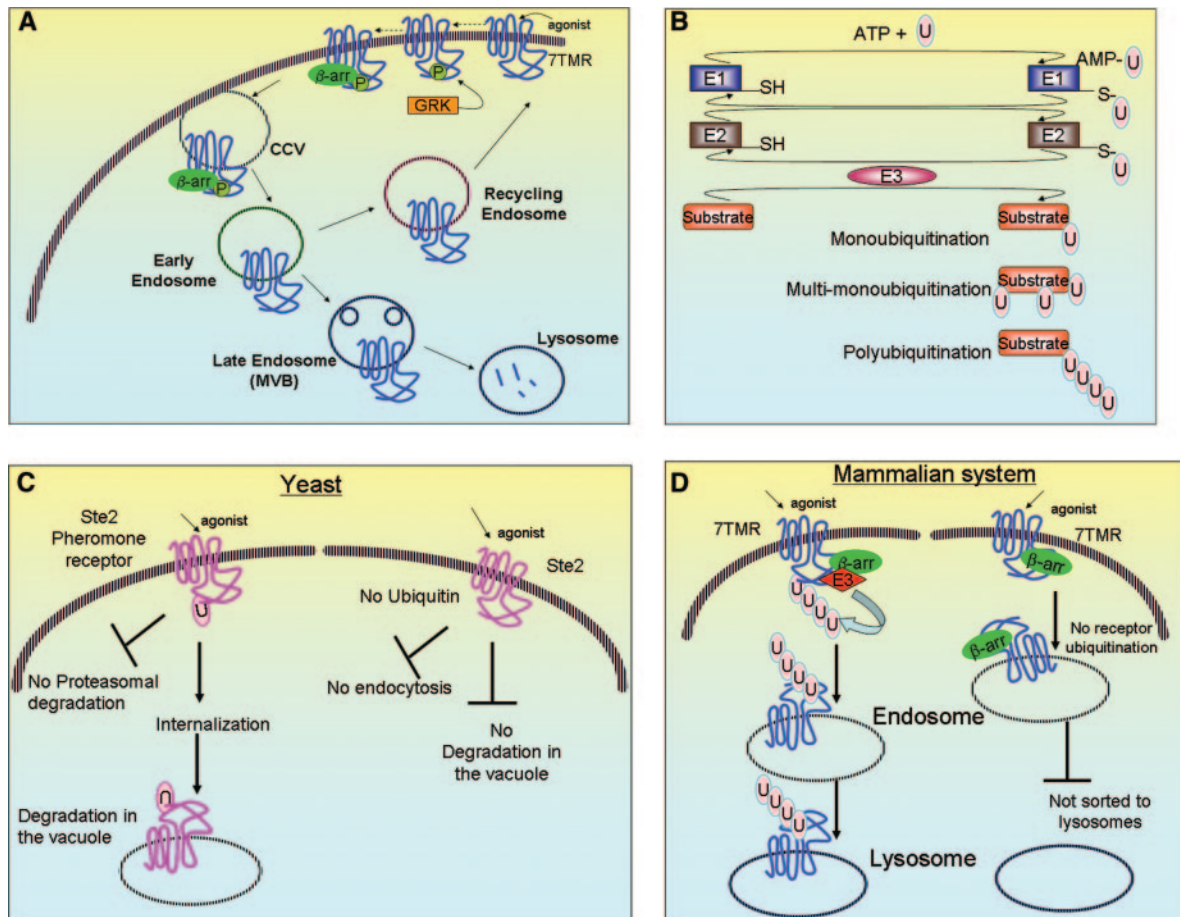 A
agonist
7TMR
β-arr
P
P
GRK
CCV
β-arr
P
Recycling
Endosome
Early
Endosome
Late Endosome
(MVB)
Lysosome
B
ATP + U
E1
SH
E1
AMP-U
S-
U
E2
SH
E2
S-
U
E3
Substrate
Substrate
U
Monoubiquitination
Multi-monoubiquitination
Substrate
U U U
Polyubiquitination
Substrate
U U U U
C
Yeast
Ste2
Pheromone
receptor
agonist
U
No Proteasomal
degradation
Internalization
U
Degradation in
the vacuole
agonist
Ste2
No Ubiquitin
No endocytosis
No
Degradation in
the vacuole
D
Mammalian system
7TMR
agonist
β-arr
E3
U U U U
U U U U
Endosome
U U U U
Lysosome
agonist
7TMR
β-arr
No receptor
ubiquitination
β-arr
Not sorted to
lysosomes